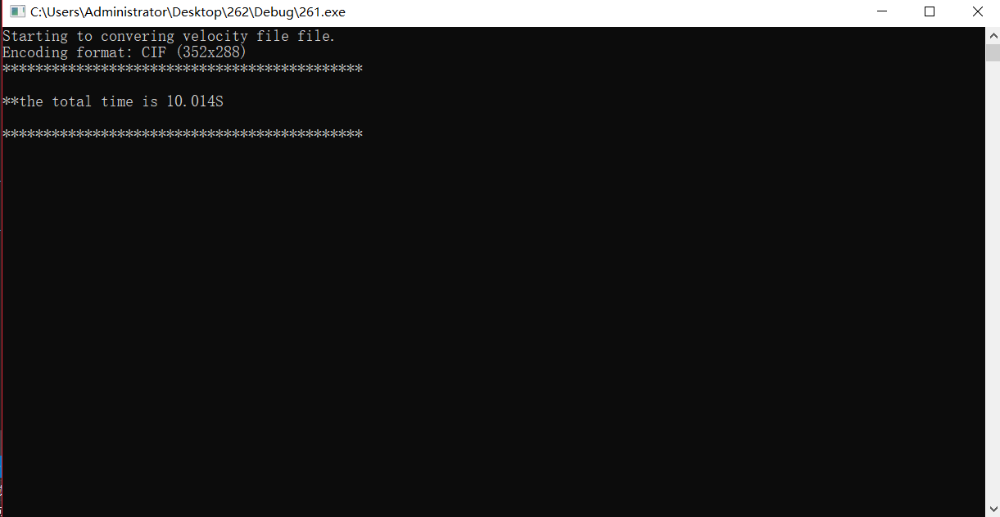 C:\Users\Administrator\Desktop\262\Debug\261.exe
Starting to convering velocity file file.
Encoding format: CIF (352x288)
********************************************
**the total time is 10.014S
********************************************